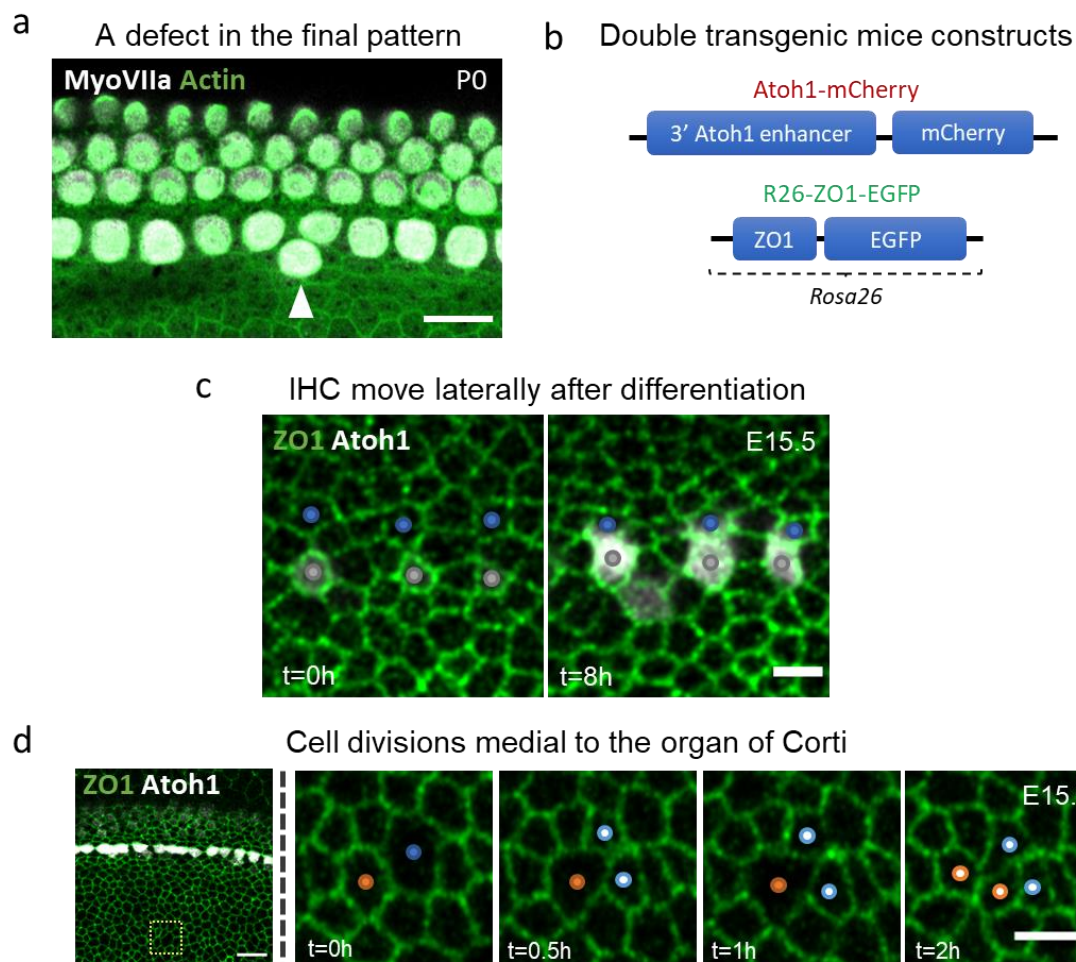 a
A defect in the final pattern
MyoVIIa Actin P0
b
Double transgenic mice constructs
Atoh1-mCherry
3' Atoh1 enhancer mCherry
R26-ZO1-EGFP
ZO1 EGFP
Rosa26
c
IHC move laterally after differentiation
ZO1 Atoh1 E15.5
t=0h t=8h
d
Cell divisions medial to the organ of Corti
ZO1 Atoh1 E15.
t=0h t=0.5h t=1h t=2h